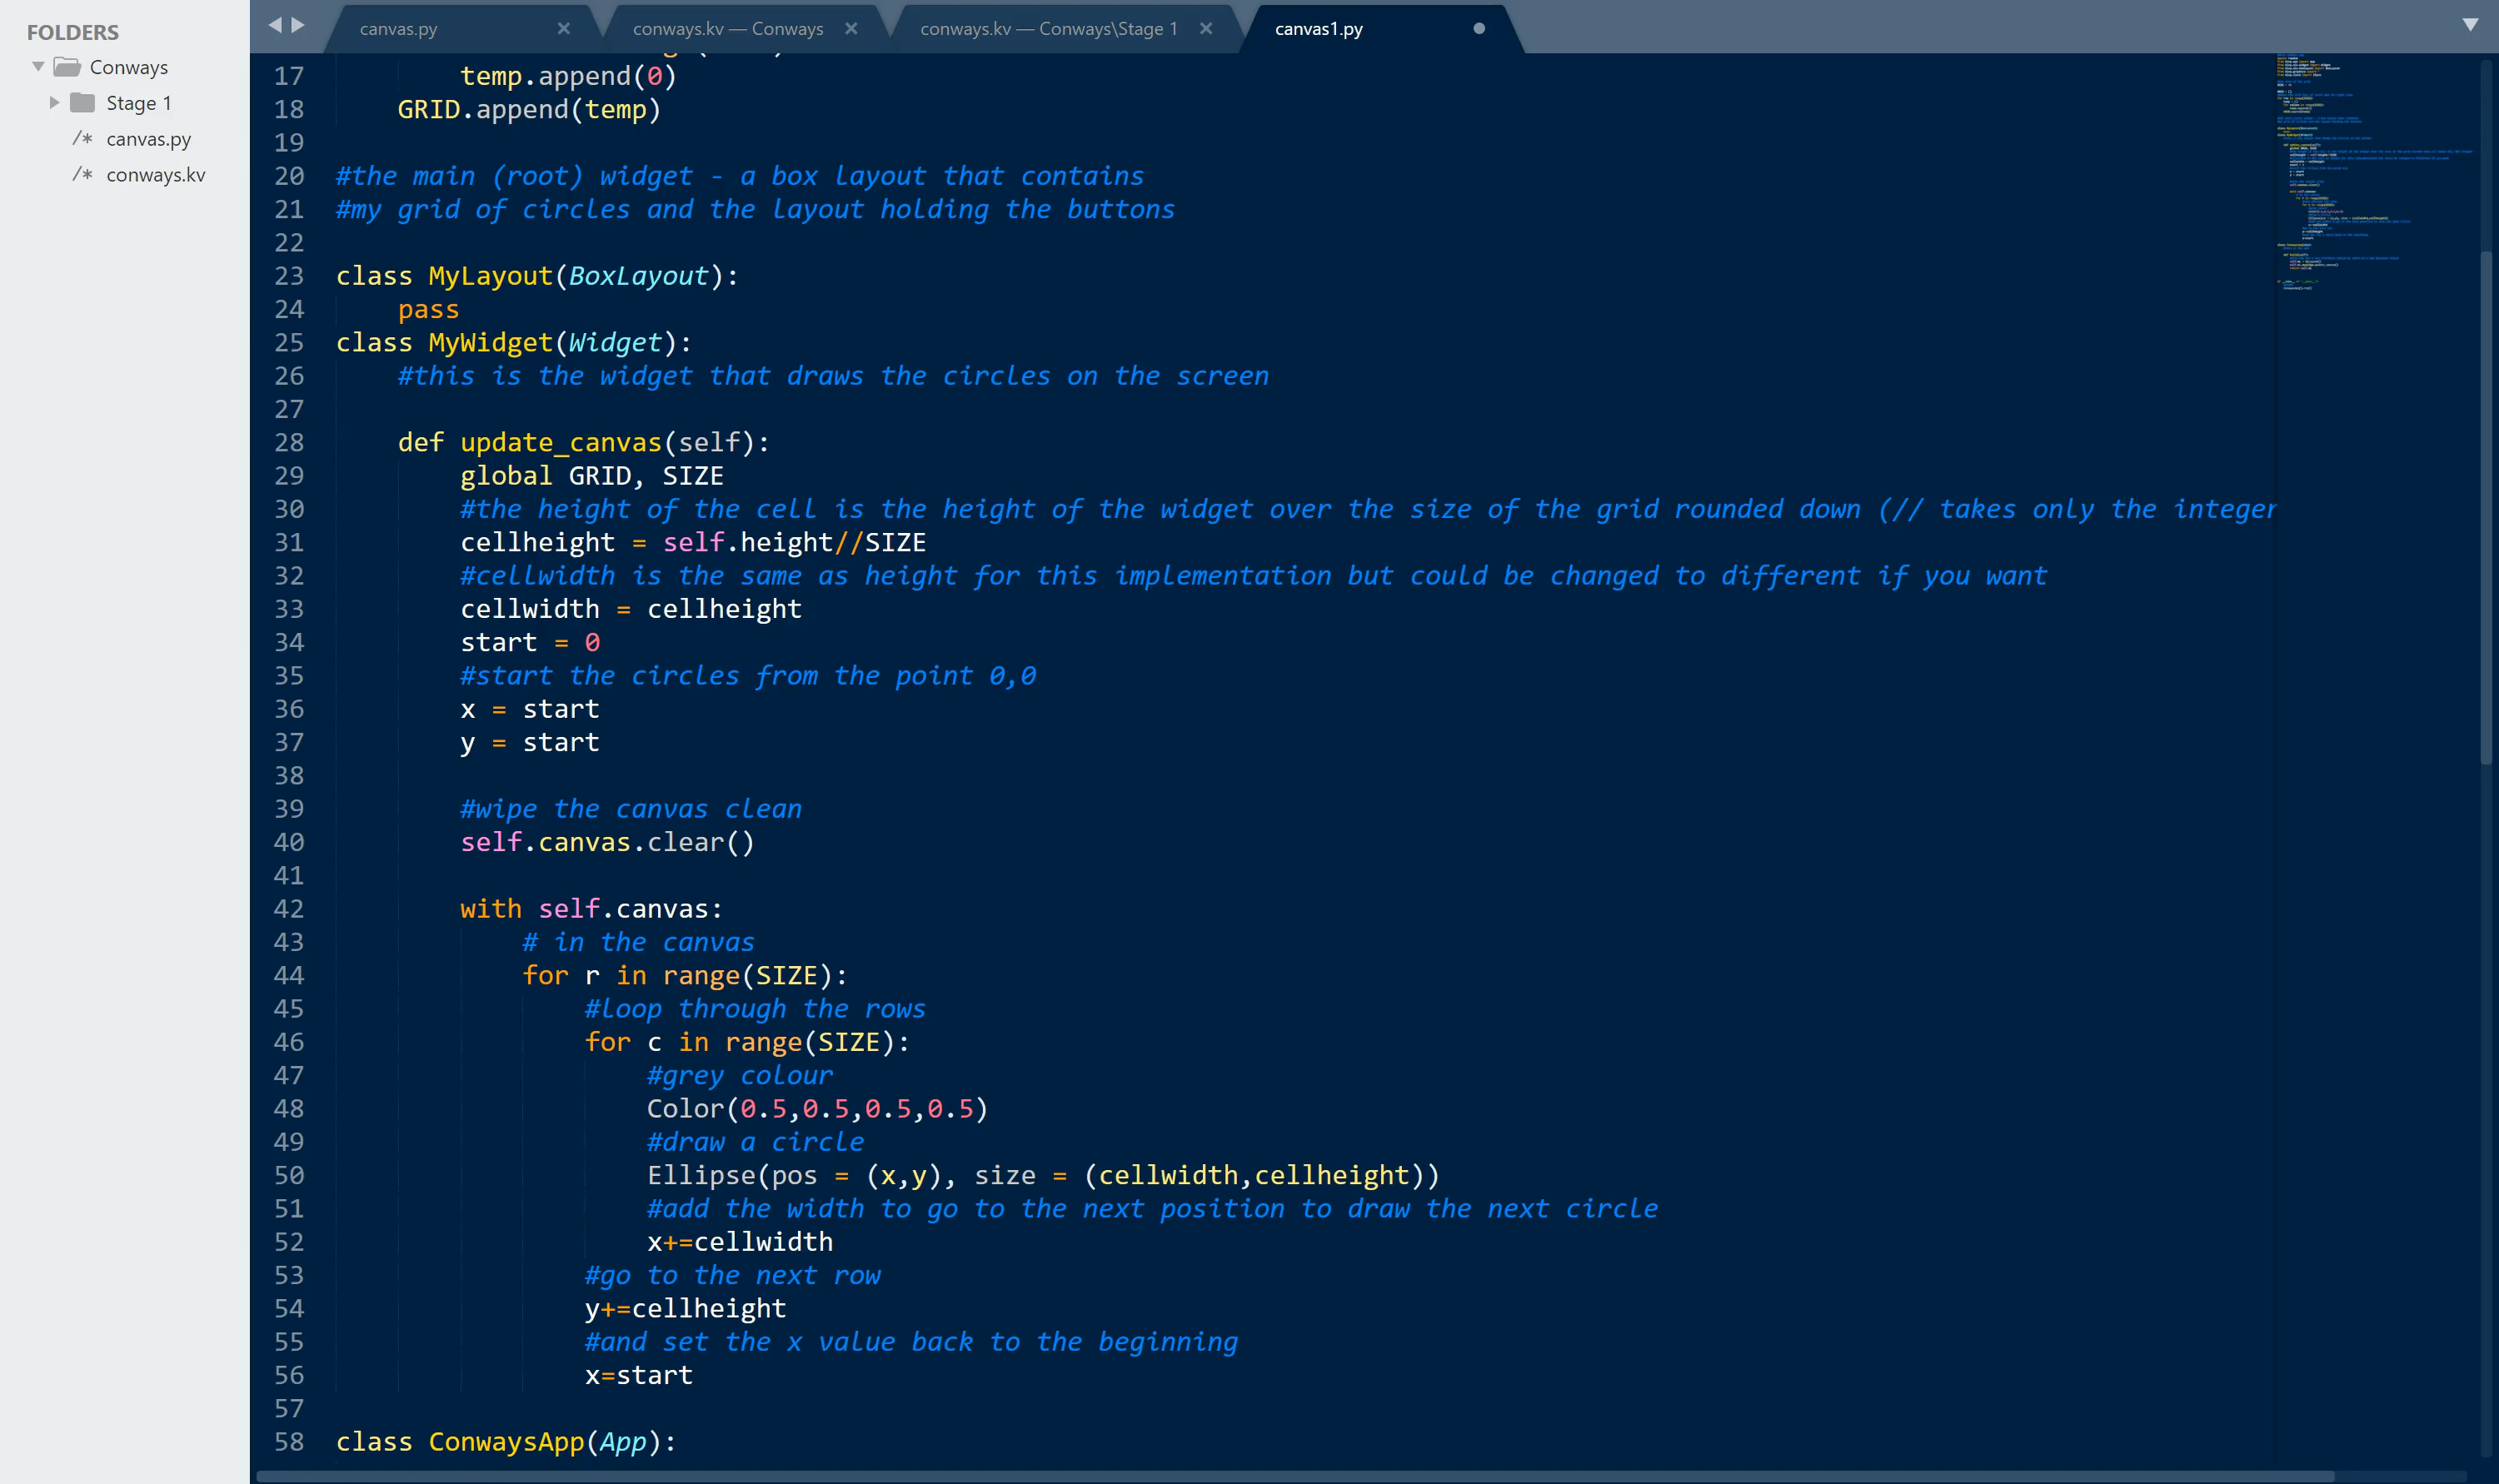 FOLDERS
Conways
Stage 1
/* canvas.py
/* conways.kv
canvas.py × conways.kv — Conways × conways.kv — Conways\Stage 1 × canvas1.py
17 temp.append(0)
18 GRID.append(temp)
19
20 #the main (root) widget - a box layout that contains
21 #my grid of circles and the layout holding the buttons
22
23 class MyLayout(BoxLayout):
24 pass
25 class MyWidget(Widget):
26 #this is the widget that draws the circles on the screen
27
28 def update_canvas(self):
29 global GRID, SIZE
30 #the height of the cell is the height of the widget over the size of the grid rounded down (// takes only the integer
31 cellheight = self.height//SIZE
32 #cellwidth is the same as height for this implementation but could be changed to different if you want
33 cellwidth = cellheight
34 start = 0
35 #start the circles from the point 0,0
36 x = start
37 y = start
38
39 #wipe the canvas clean
40 self.canvas.clear()
41
42 with self.canvas:
43 # in the canvas
44 for r in range(SIZE):
45 #loop through the rows
46 for c in range(SIZE):
47 #grey colour
48 Color(0.5,0.5,0.5,0.5)
49 #draw a circle
50 Ellipse(pos = (x,y), size = (cellwidth,cellheight))
51 #add the width to go to the next position to draw the next circle
52 x+=cellwidth
53 #go to the next row
54 y+=cellheight
55 #and set the x value back to the beginning
56 x=start
57
58 class ConwaysApp(App):